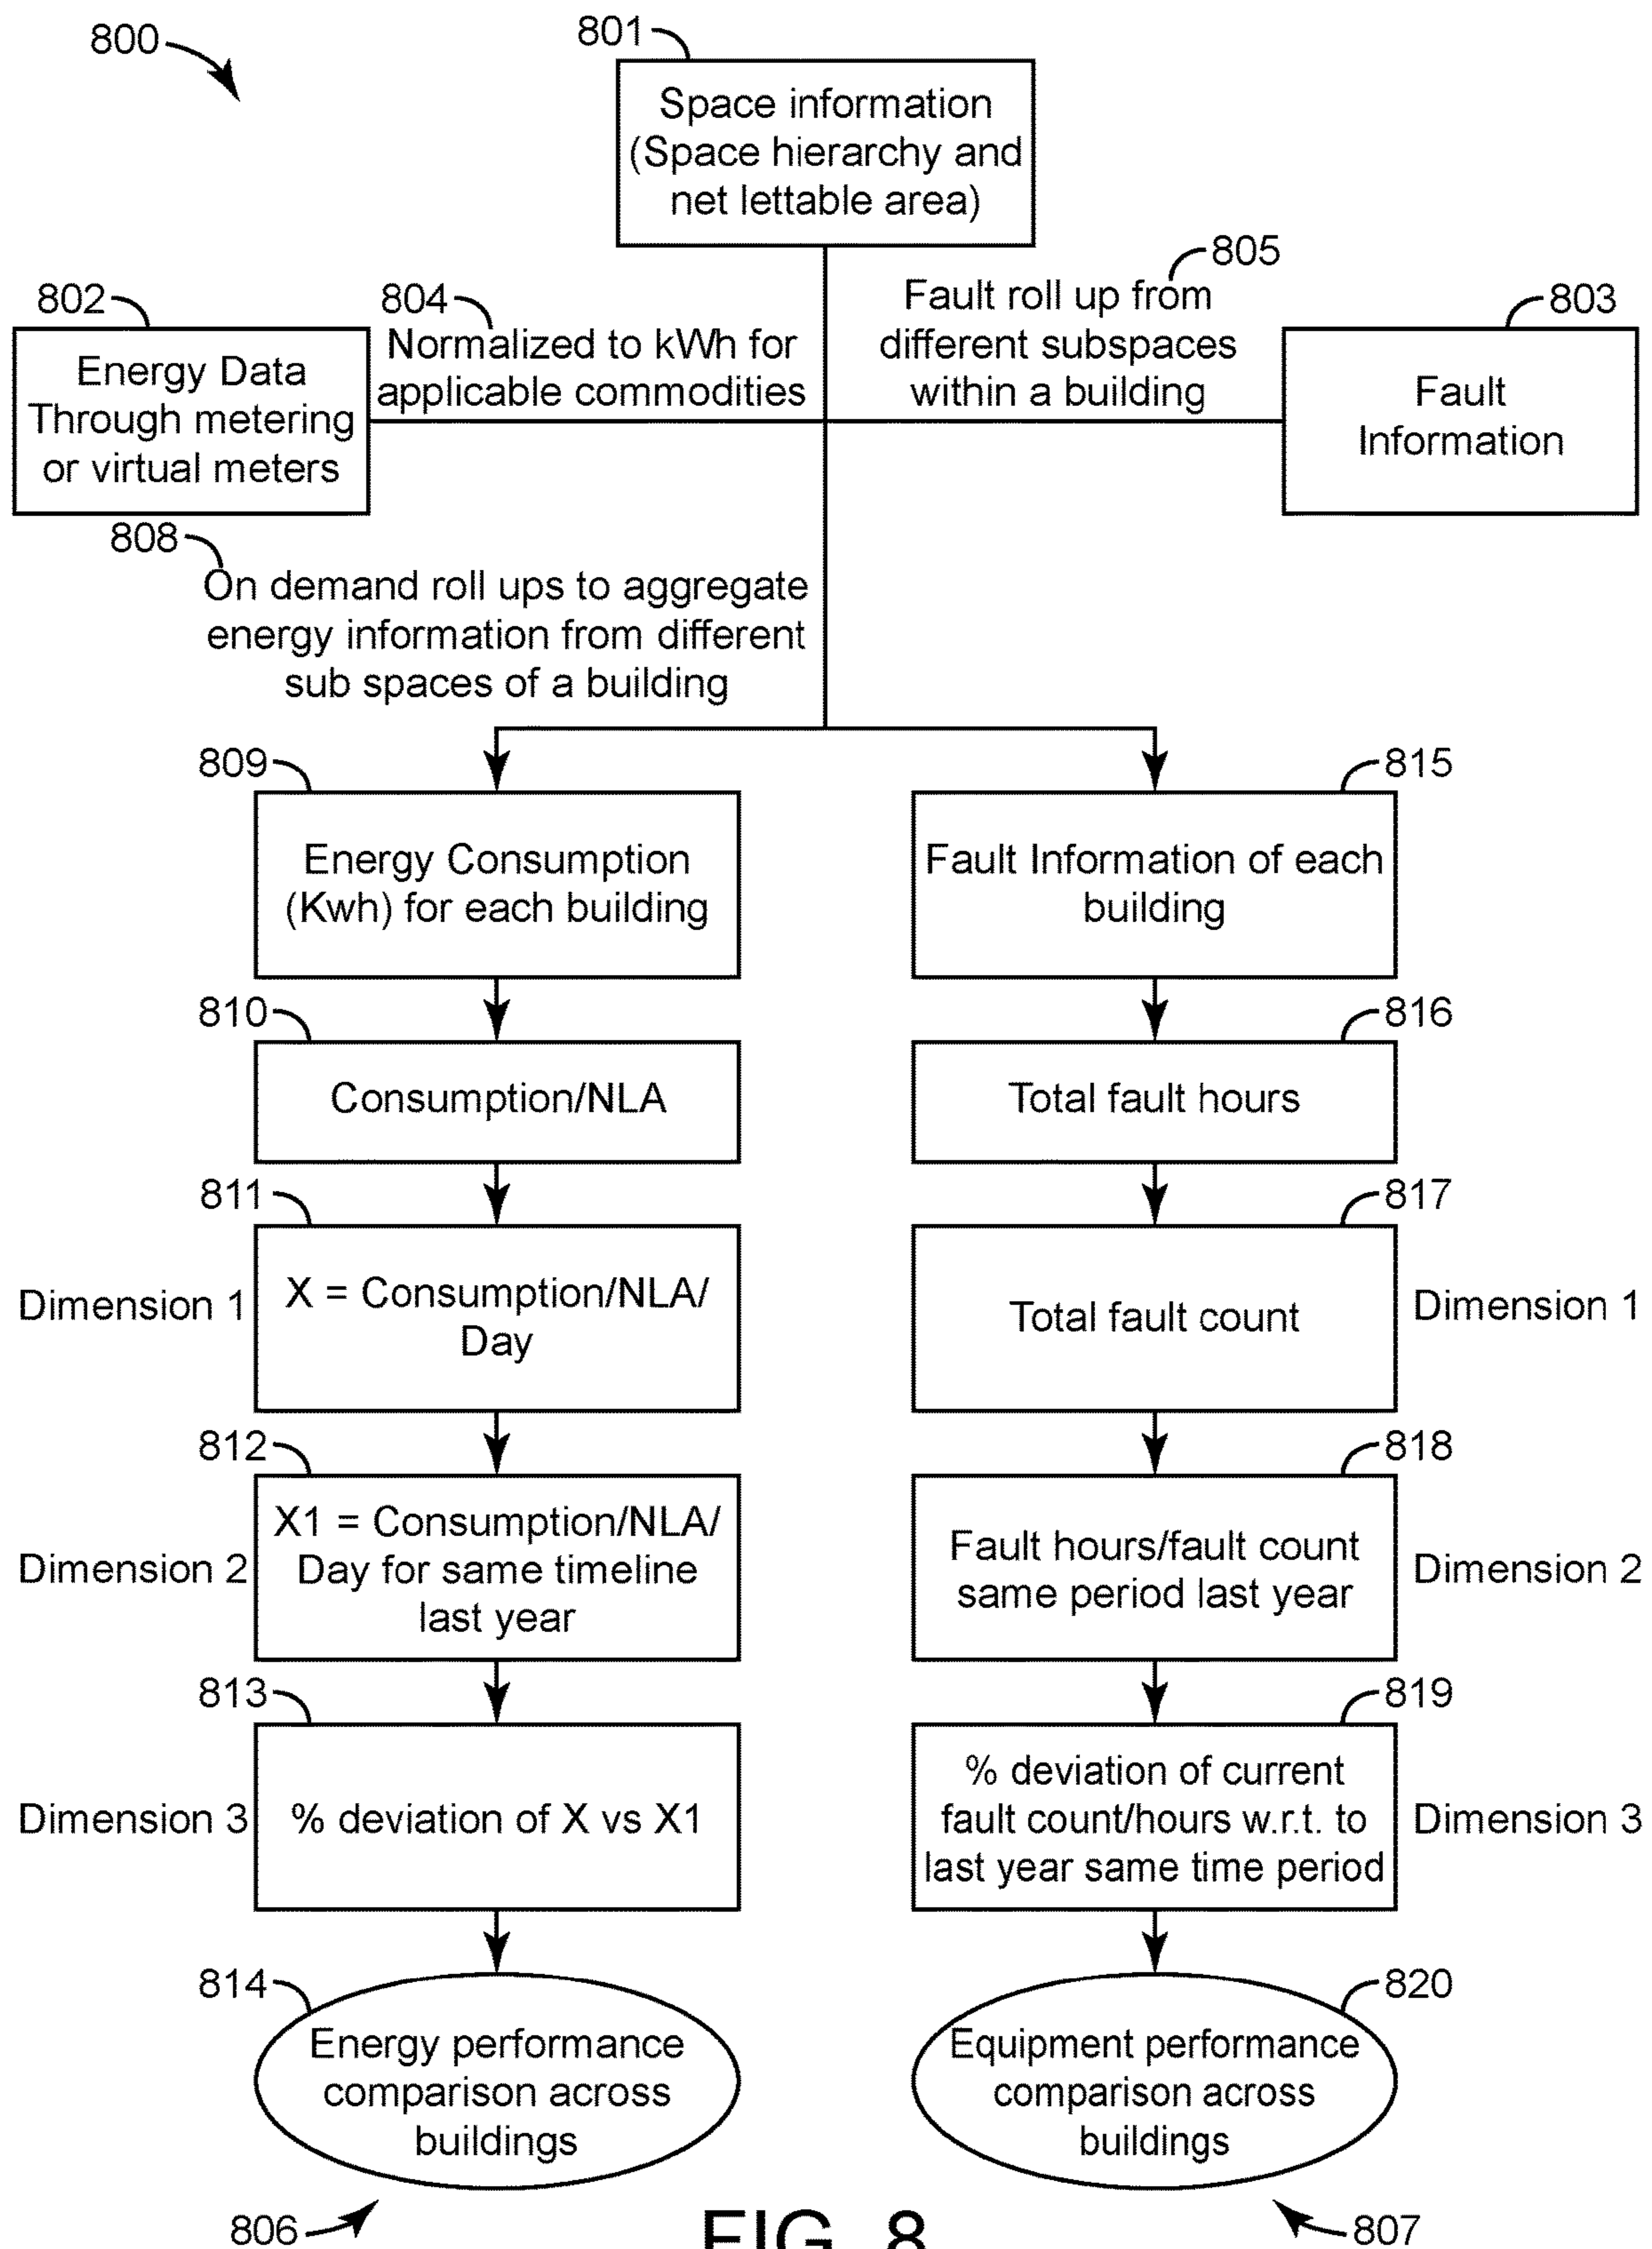 800
801
Space information
(Space hierarchy and
net lettable area)
802
Energy Data
Through metering
or virtual meters
804
Normalized to kWh for
applicable commodities
805
Fault roll up from
different subspaces
within a building
803
Fault
Information
808
On demand roll ups to aggregate
energy information from different
sub spaces of a building
809
Energy Consumption
(Kwh) for each building
810
Consumption/NLA
811
Dimension 1
X = Consumption/NLA/
Day
812
Dimension 2
X1 = Consumption/NLA/
Day for same timeline
last year
813
Dimension 3
% deviation of X vs X1
814
Energy performance
comparison across
buildings
806
815
Fault Information of each
building
816
Total fault hours
817
Total fault count
Dimension 1
818
Fault hours/fault count
same period last year
Dimension 2
819
% deviation of current
fault count/hours w.r.t. to
last year same time period
Dimension 3
820
Equipment performance
comparison across
buildings
807
FIG. 8